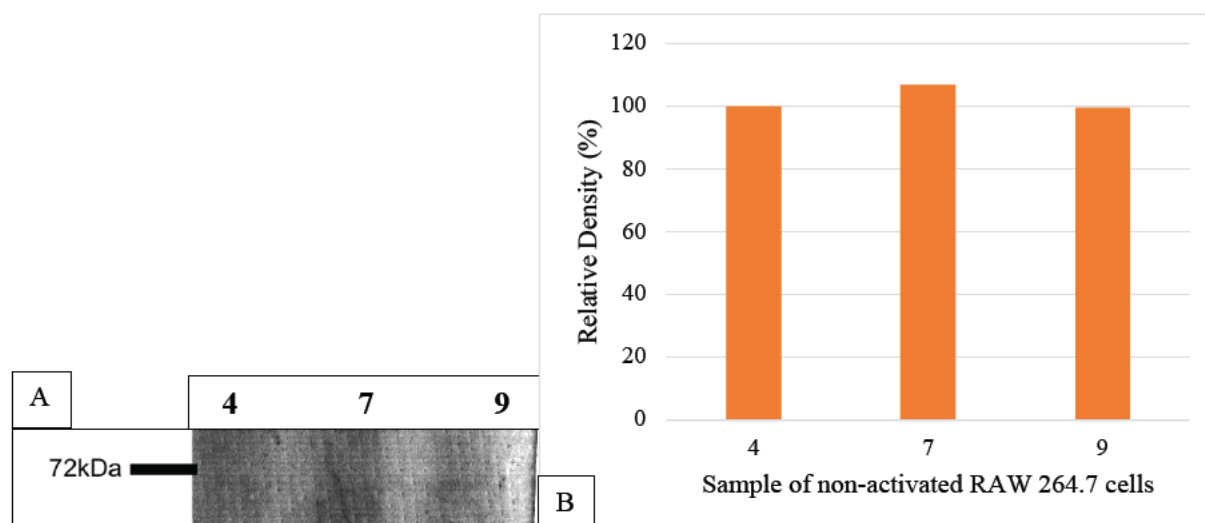 A
4 7 9
72kDa
B
120
100
80
60
40
20
0
Relative Density (%)
4 7 9
Sample of non-activated RAW 264.7 cells